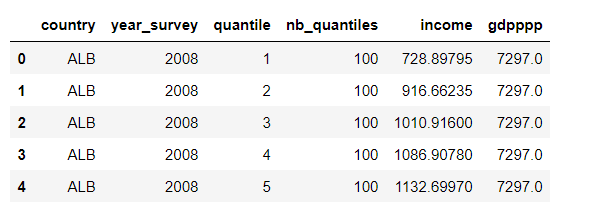 country year_survey quantile nb_quantiles income gdpppp
0 ALB 2008 1 100 728.89795 7297.0
1 ALB 2008 2 100 916.66235 7297.0
2 ALB 2008 3 100 1010.91600 7297.0
3 ALB 2008 4 100 1086.90780 7297.0
4 ALB 2008 5 100 1132.69970 7297.0